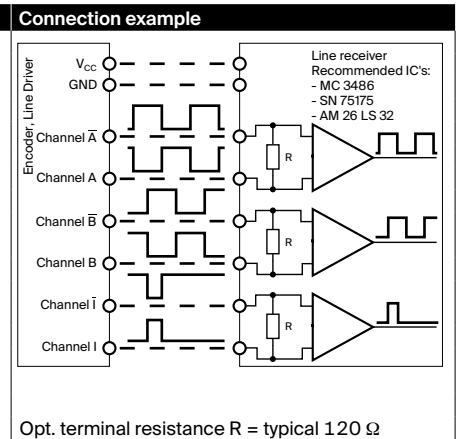 Connection example
Encoder, Line Driver
V_CC
GND
Channel A̅
Channel A
Channel B̅
Channel B
Channel I̅
Channel I
Line receiver
Recommended IC's:
- MC 3486
- SN 75175
- AM 26 LS 32
R
R
R
Opt. terminal resistance R = typical 120 Ω